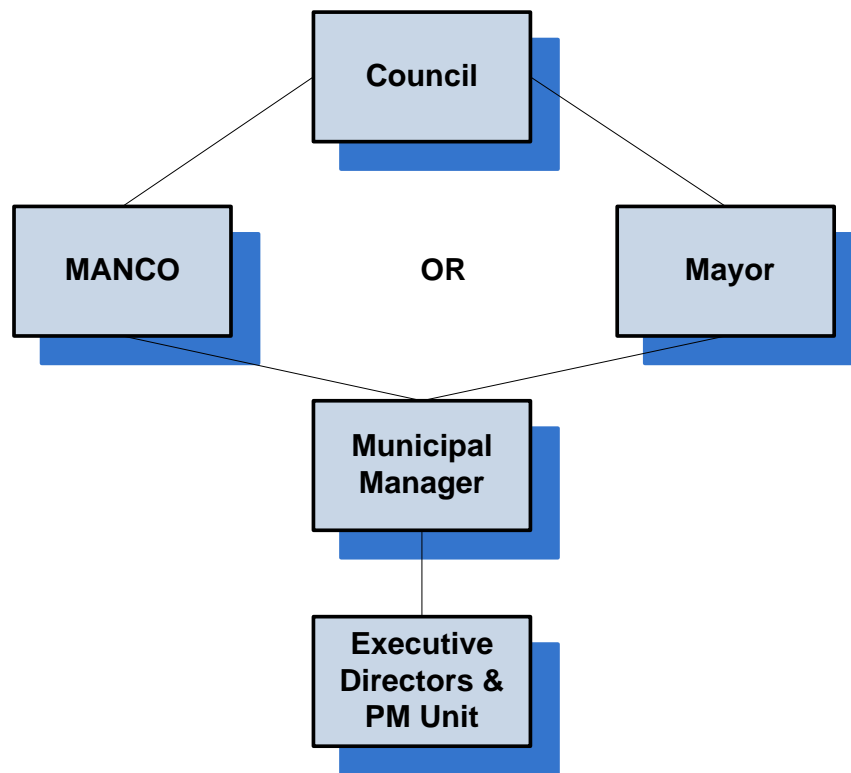 Council
MANCO
OR
Mayor
Municipal
Manager
Executive
Directors &
PM Unit